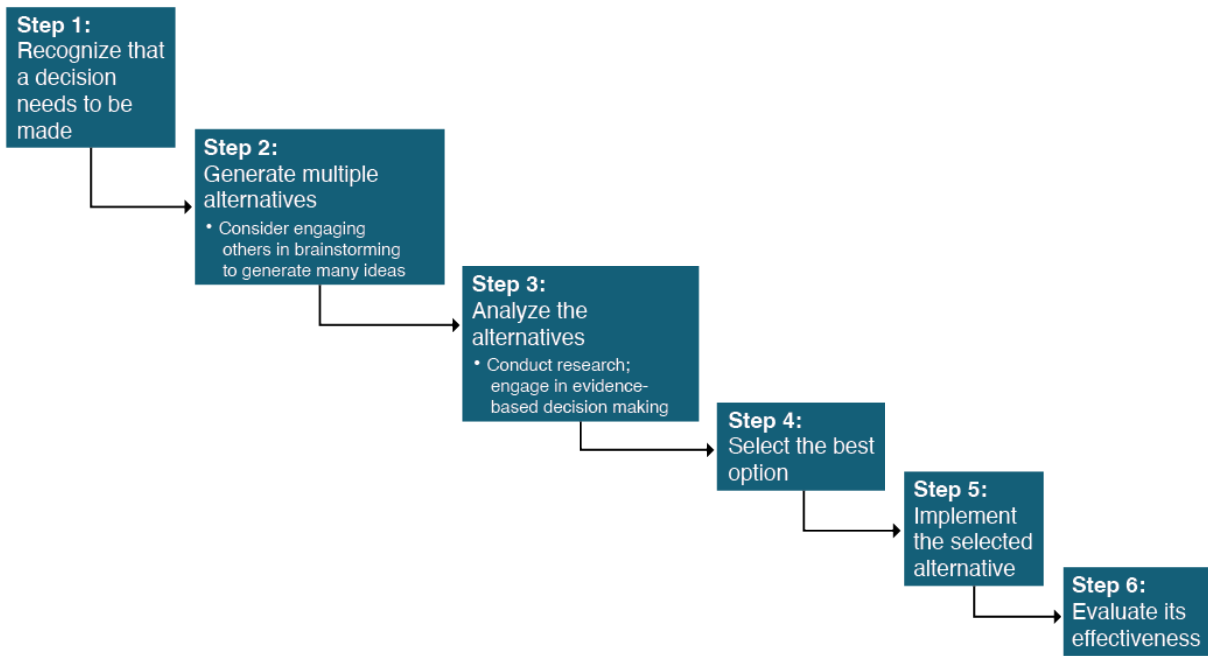 Step 1:
Recognize that
a decision
needs to be
made
Step 2:
Generate multiple
alternatives
• Consider engaging
others in brainstorming
to generate many ideas
Step 3:
Analyze the
alternatives
• Conduct research;
engage in evidence-
based decision making
Step 4:
Select the best
option
Step 5:
Implement
the selected
alternative
Step 6:
Evaluate its
effectiveness